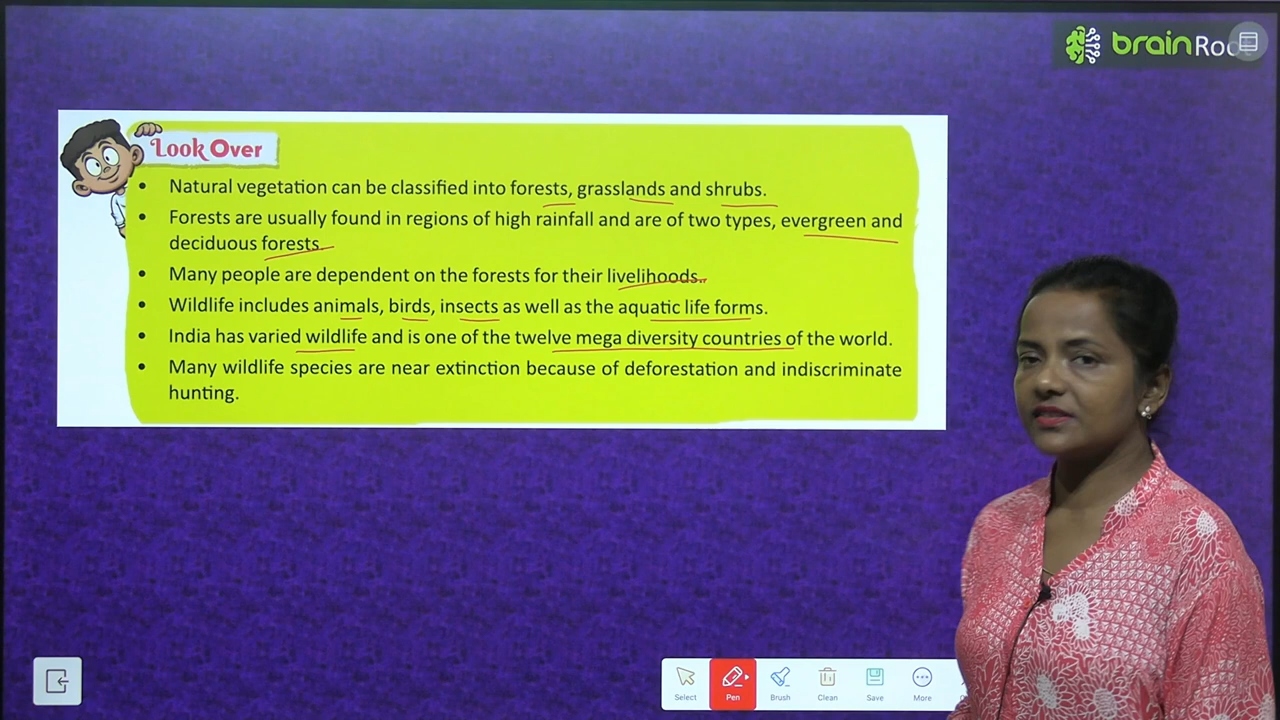 brainRoot
Look Over
• Natural vegetation can be classified into forests, grasslands and shrubs.
• Forests are usually found in regions of high rainfall and are of two types, evergreen and
deciduous forests.
• Many people are dependent on the forests for their livelihoods.
• Wildlife includes animals, birds, insects as well as the aquatic life forms.
• India has varied wildlife and is one of the twelve mega diversity countries of the world.
• Many wildlife species are near extinction because of deforestation and indiscriminate
hunting.
Select Pen Brush Clean Save More